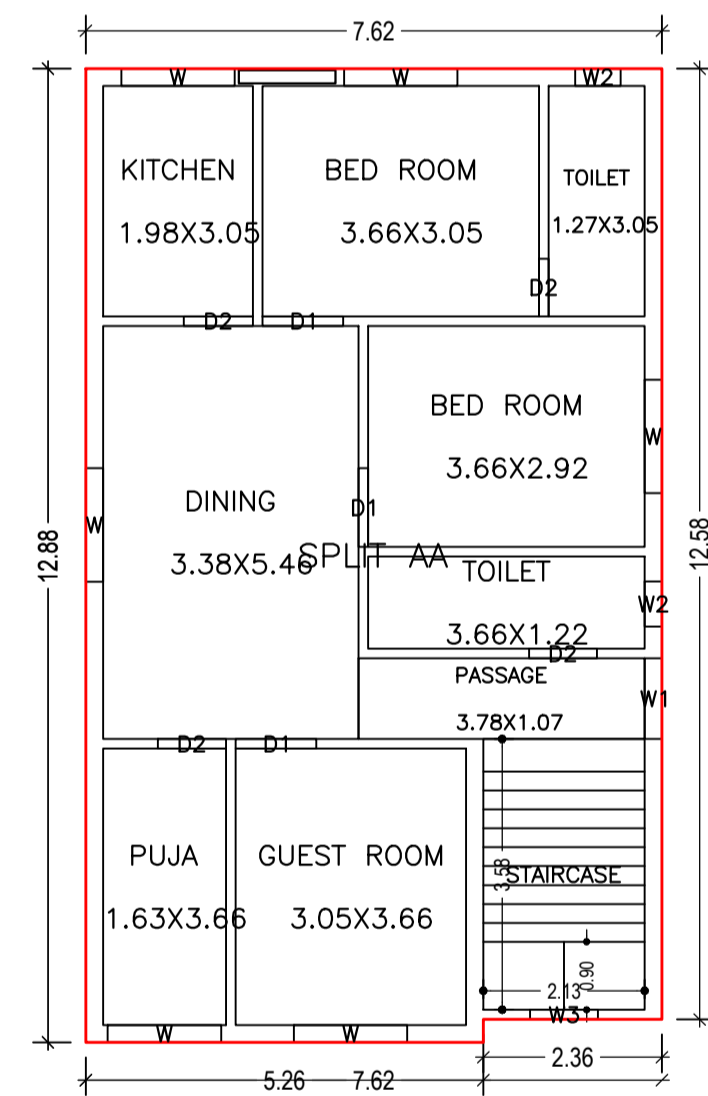 7.62
W
W
W2
KITCHEN
BED ROOM
TOILET
1.98X3.05
3.66X3.05
1.27X3.05
D2
D2
D1
BED ROOM
3.66X2.92
W
DINING
D1
W
3.38X5.46
SPLIT AA
12.88
12.58
TOILET
W2
3.66X1.22
D2
PASSAGE
W1
3.78X1.07
D2
D1
PUJA
GUEST ROOM
3.58
STAIRCASE
1.63X3.66
3.05X3.66
0.90
2.13
W3
W
W
2.36
5.26
7.62